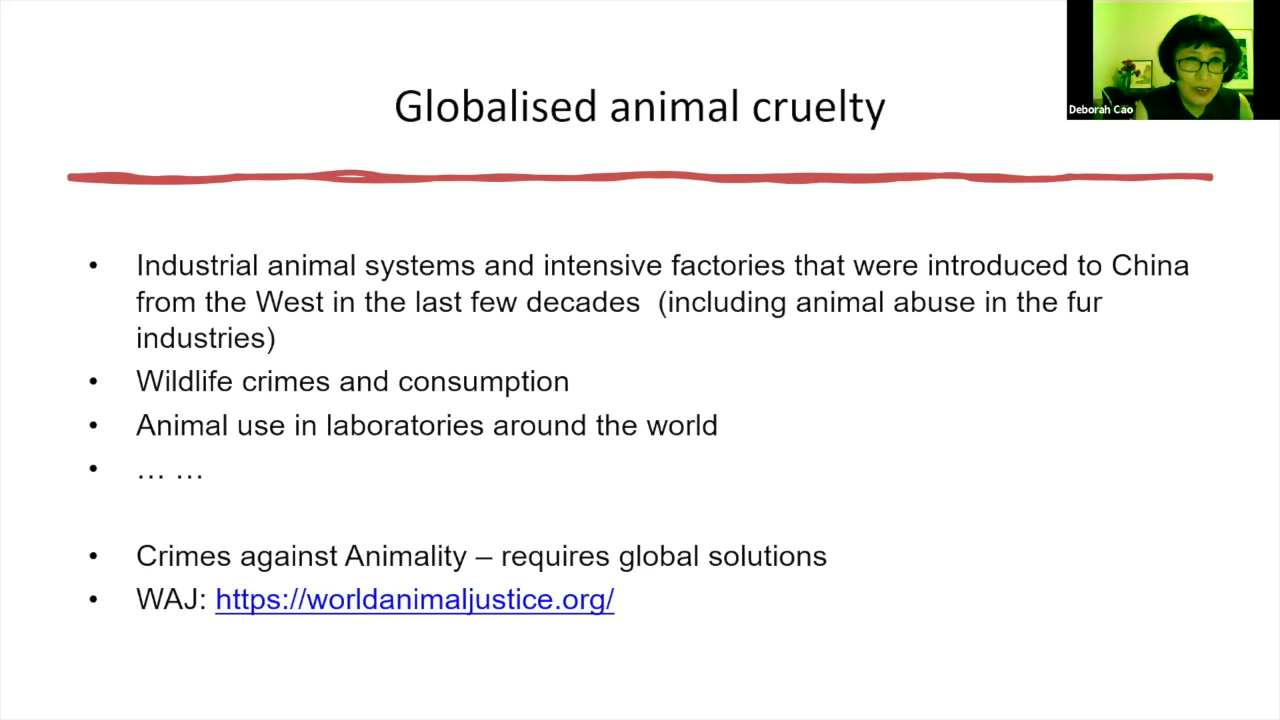 Deborah Cao
Globalised animal cruelty
• Industrial animal systems and intensive factories that were introduced to China
from the West in the last few decades  (including animal abuse in the fur
industries)
• Wildlife crimes and consumption
• Animal use in laboratories around the world
• … …
• Crimes against Animality – requires global solutions
• WAJ: https://worldanimaljustice.org/